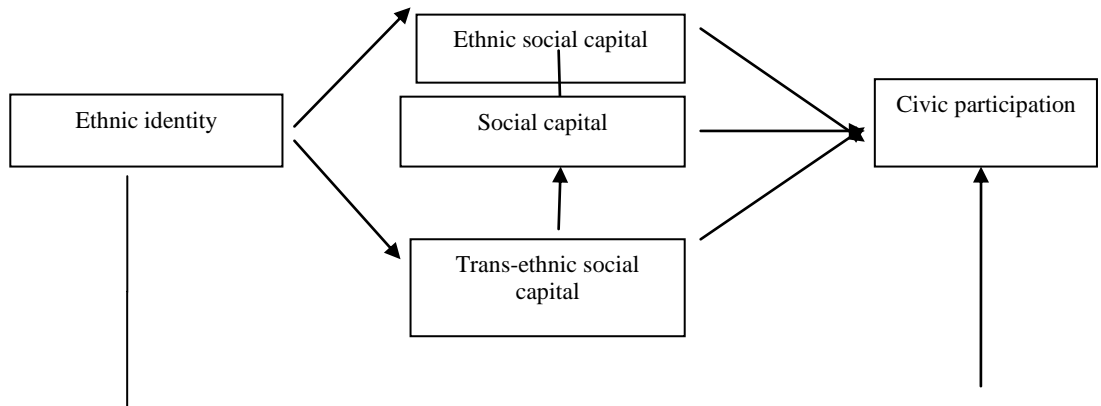 Ethnic social capital
Ethnic identity
Social capital
Civic participation
Trans-ethnic social
capital